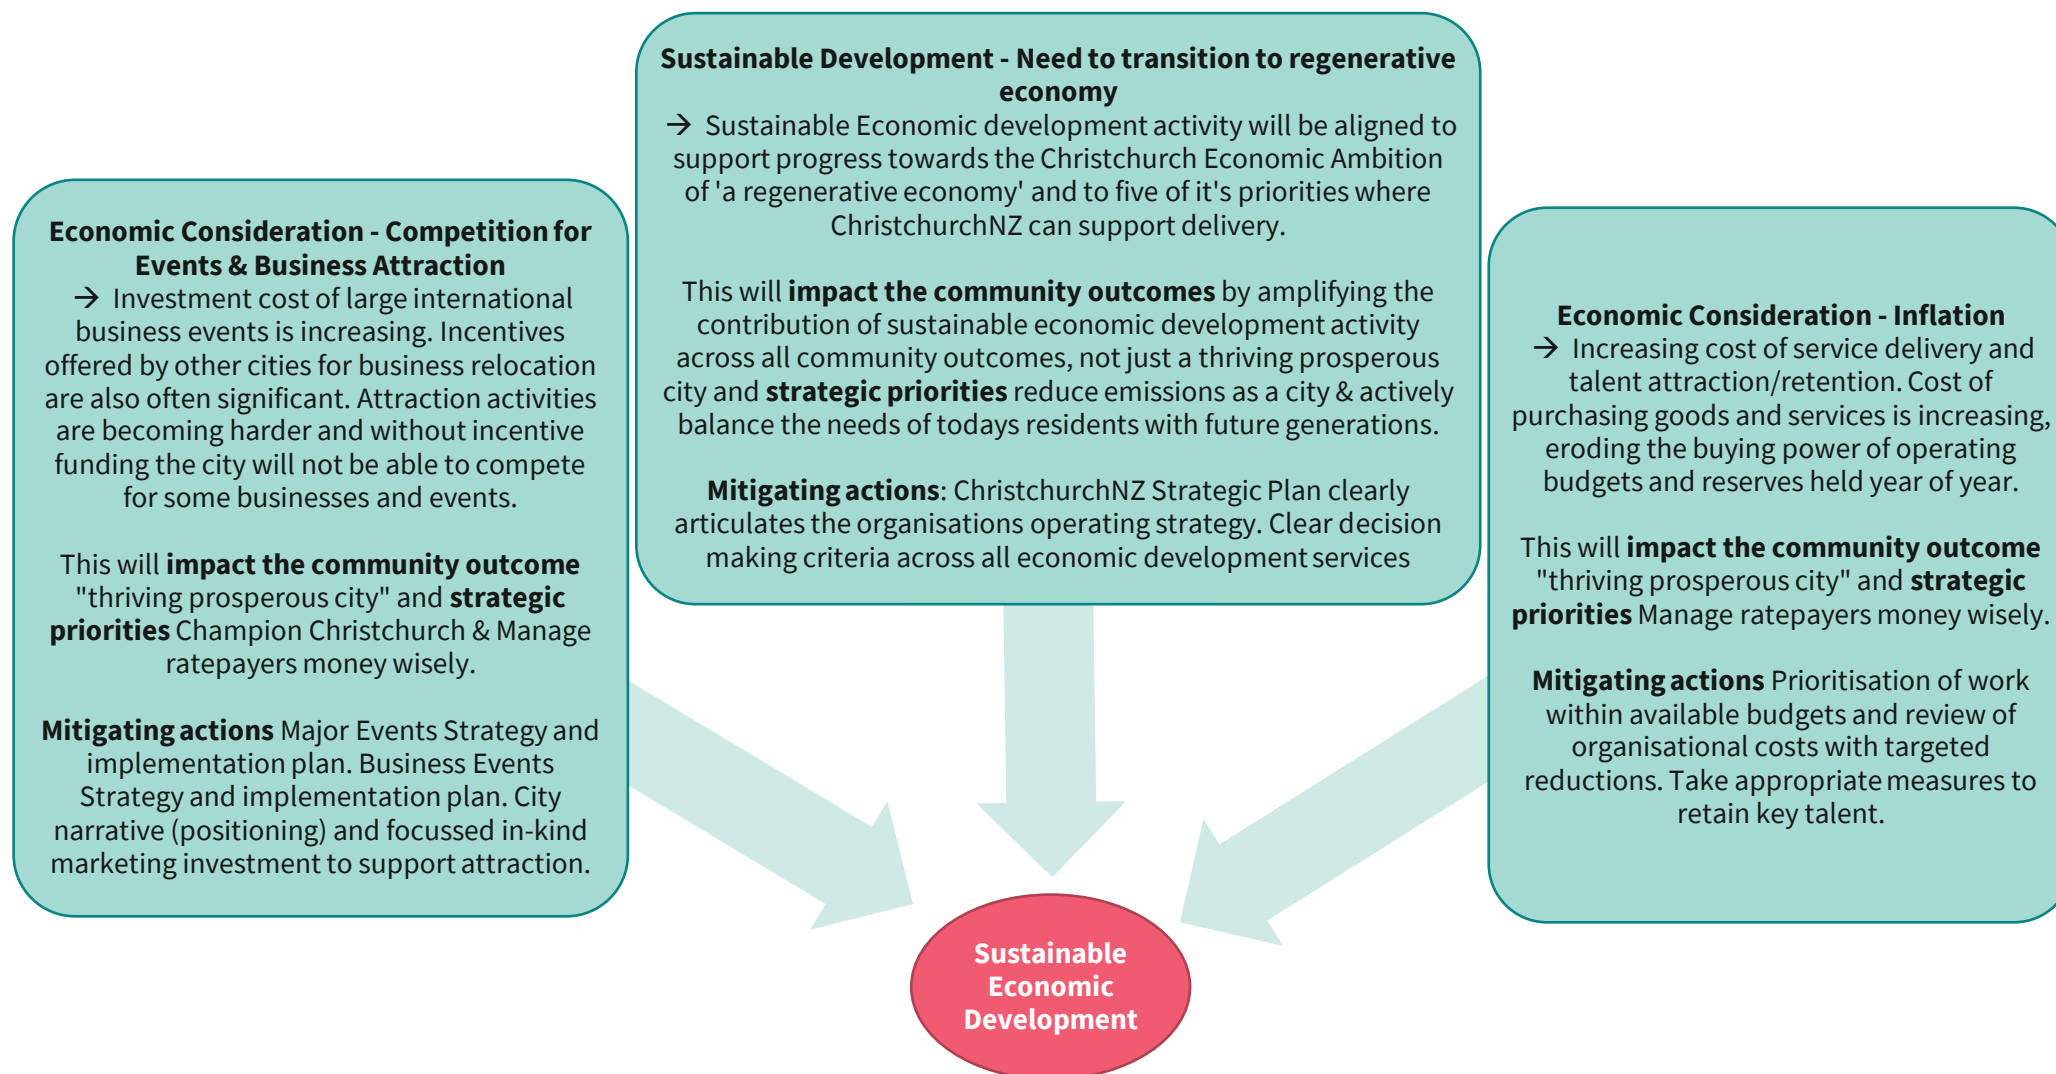 Sustainable Development - Need to transition to regenerative
economy
→ Sustainable Economic development activity will be aligned to
support progress towards the Christchurch Economic Ambition
of 'a regenerative economy' and to five of it's priorities where
ChristchurchNZ can support delivery.
This will impact the community outcomes by amplifying the
contribution of sustainable economic development activity
across all community outcomes, not just a thriving prosperous
city and strategic priorities reduce emissions as a city & actively
balance the needs of todays residents with future generations.
Mitigating actions: ChristchurchNZ Strategic Plan clearly
articulates the organisations operating strategy. Clear decision
making criteria across all economic development services
Economic Consideration - Competition for
Events & Business Attraction
→ Investment cost of large international
business events is increasing. Incentives
offered by other cities for business relocation
are also often significant. Attraction activities
are becoming harder and without incentive
funding the city will not be able to compete
for some businesses and events.
This will impact the community outcome
"thriving prosperous city" and strategic
priorities Champion Christchurch & Manage
ratepayers money wisely.
Mitigating actions Major Events Strategy and
implementation plan. Business Events
Strategy and implementation plan. City
narrative (positioning) and focussed in-kind
marketing investment to support attraction.
Economic Consideration - Inflation
→ Increasing cost of service delivery and
talent attraction/retention. Cost of
purchasing goods and services is increasing,
eroding the buying power of operating
budgets and reserves held year of year.
This will impact the community outcome
"thriving prosperous city" and strategic
priorities Manage ratepayers money wisely.
Mitigating actions Prioritisation of work
within available budgets and review of
organisational costs with targeted
reductions. Take appropriate measures to
retain key talent.
Sustainable
Economic
Development